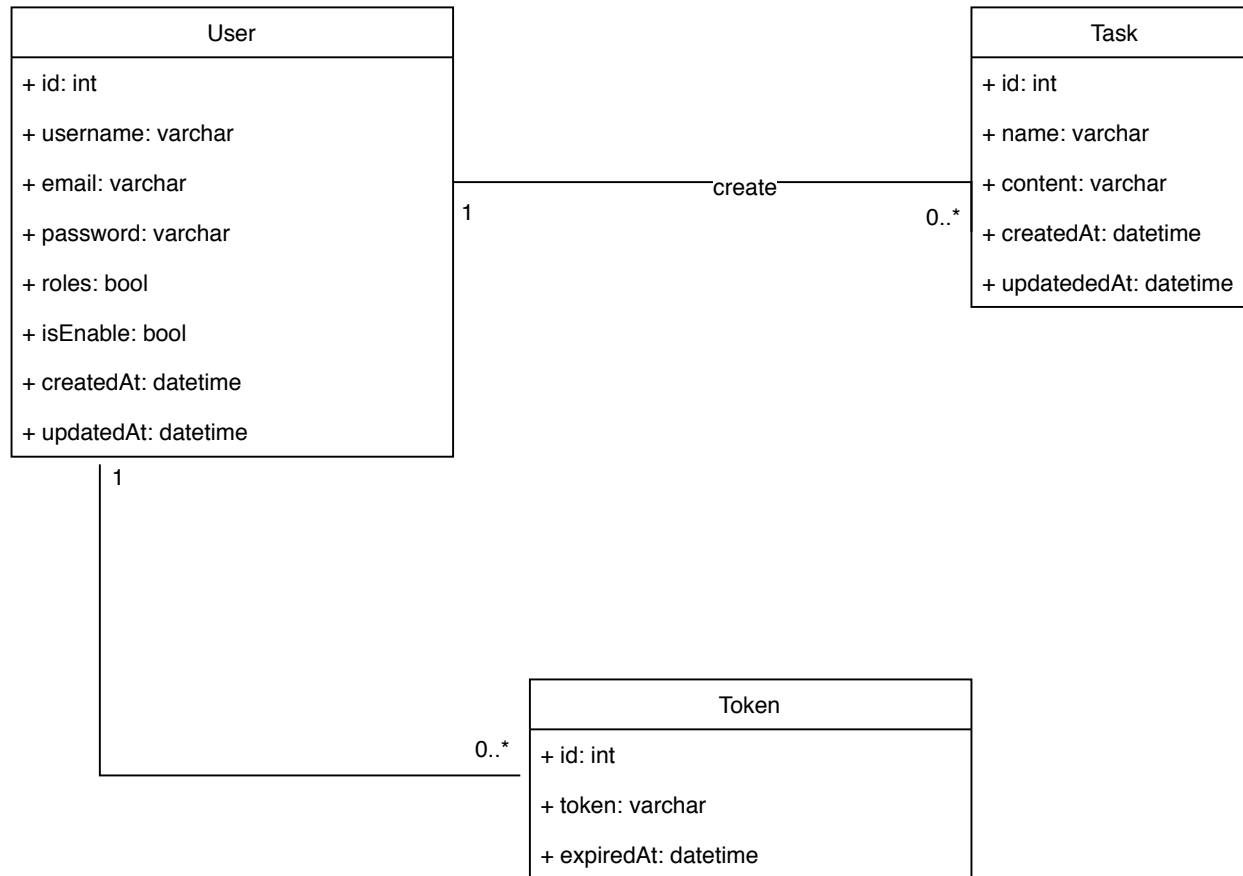 User
+ id: int
+ username: varchar
+ email: varchar
+ password: varchar
+ roles: bool
+ isEnable: bool
+ createdAt: datetime
+ updatedAt: datetime
1
create
0..*
Task
+ id: int
+ name: varchar
+ content: varchar
+ createdAt: datetime
+ updatededAt: datetime
1
0..*
Token
+ id: int
+ token: varchar
+ expiredAt: datetime